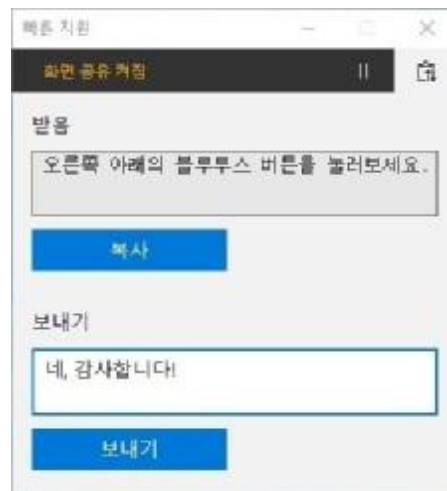 빠른 지원
화면 공유 켜짐
받음
오른쪽 아래의 블루투스 버튼을 눌러보세요.
복사
보내기
네, 감사합니다!
보내기